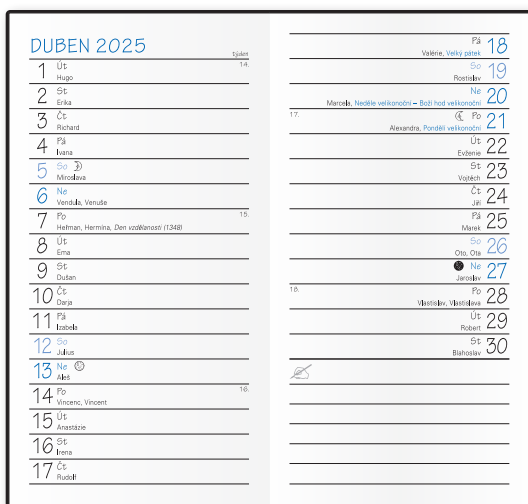 DUBEN 2025
týden
1 Út 14.
Hugo
2 St
Erika
3 Čt
Richard
4 Pá
Ivana
5 So
Miroslava
6 Ne
Vendula, Venuše
7 Po 15.
Heřman, Hermína, Den vzdělanosti (1348)
8 Út
Ema
9 St
Dušan
10 Čt
Darja
11 Pá
Izabela
12 So
Julius
13 Ne
Aleš
14 Po 16.
Vincenc, Vincent
15 Út
Anastázie
16 St
Irena
17 Čt
Rudolf
Pá 18
Valérie, Velký pátek
So 19
Rostislav
Ne 20
Marcela, Neděle velikonoční – Boží hod velikonoční
17. Po 21
Alexandra, Pondělí velikonoční
Út 22
Evženie
St 23
Vojtěch
Čt 24
Jiří
Pá 25
Marek
So 26
Oto, Ota
Ne 27
Jaroslav
18. Po 28
Vlastislav, Vlastislava
Út 29
Robert
St 30
Blahoslav